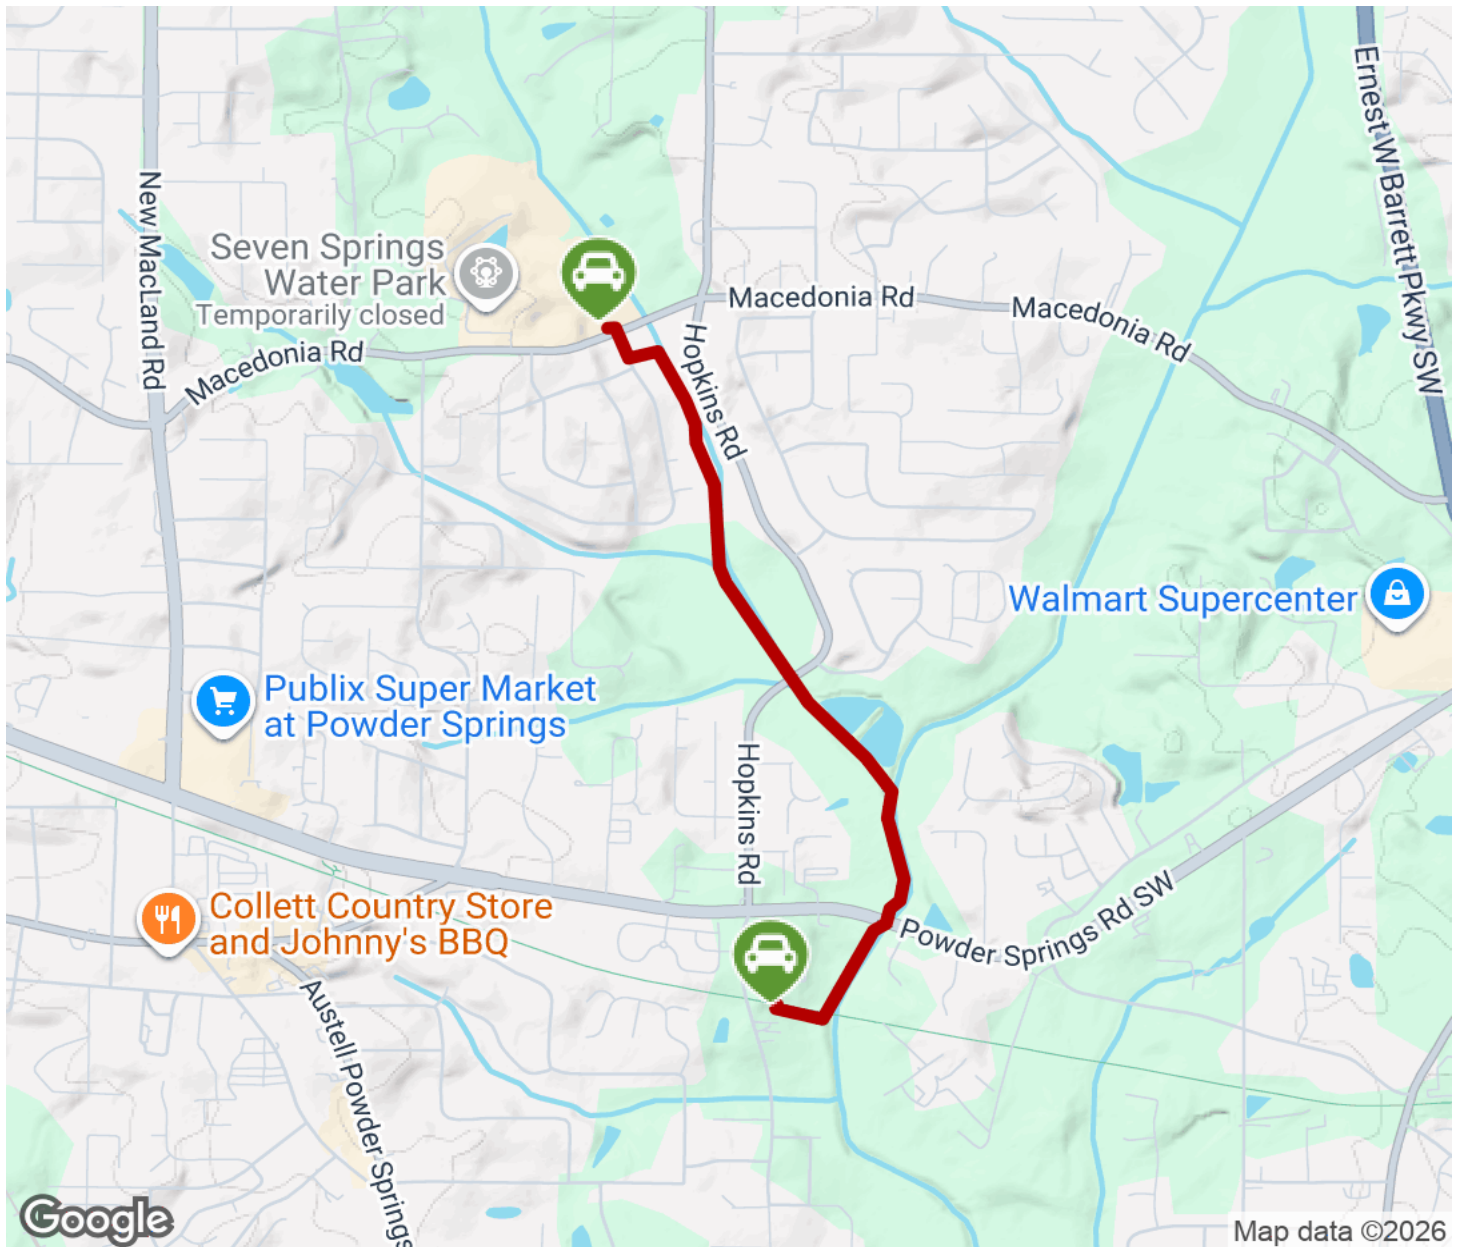 Ernest W Barrett Pkwy SW
New MacLand Rd
Seven Springs
Water Park
Temporarily closed
Macedonia Rd
Macedonia Rd
Macedonia Rd
Hopkins Rd
Walmart Supercenter
Publix Super Market
at Powder Springs
Hopkins Rd
Collett Country Store
and Johnny's BBQ
Powder Springs Rd SW
Austell Powder Springs
Google
Map data ©2026